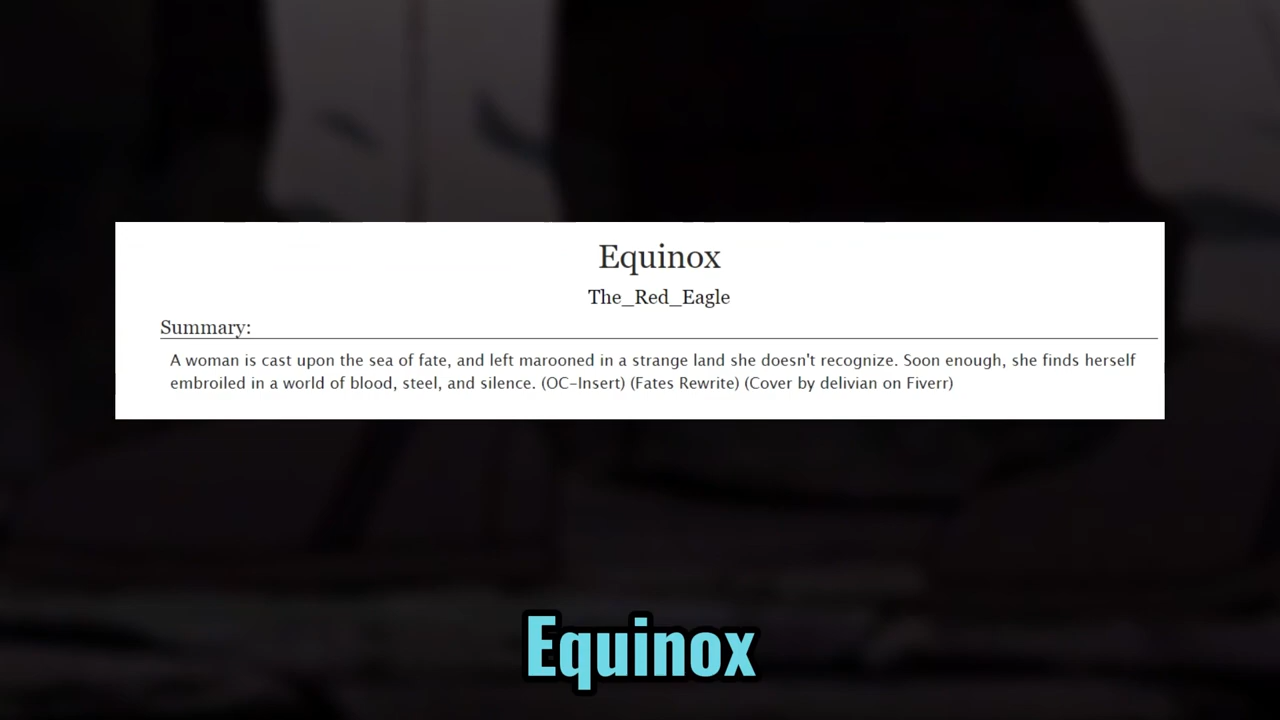 Equinox
The_Red_Eagle
Summary:
A woman is cast upon the sea of fate, and left marooned in a strange land she doesn't recognize. Soon enough, she finds herself
embroiled in a world of blood, steel, and silence. (OC-Insert) (Fates Rewrite) (Cover by delivian on Fiverr)
Equinox